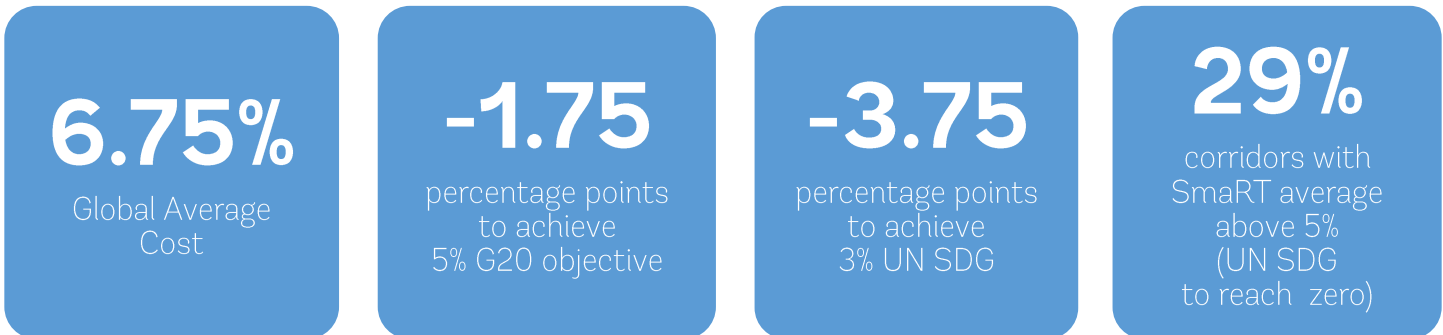 6.75%
Global Average
Cost
-1.75
percentage points
to achieve
5% G20 objective
-3.75
percentage points
to achieve
3% UN SDG
29%
corridors with
SmaRT average
above 5%
(UN SDG
to reach zero)